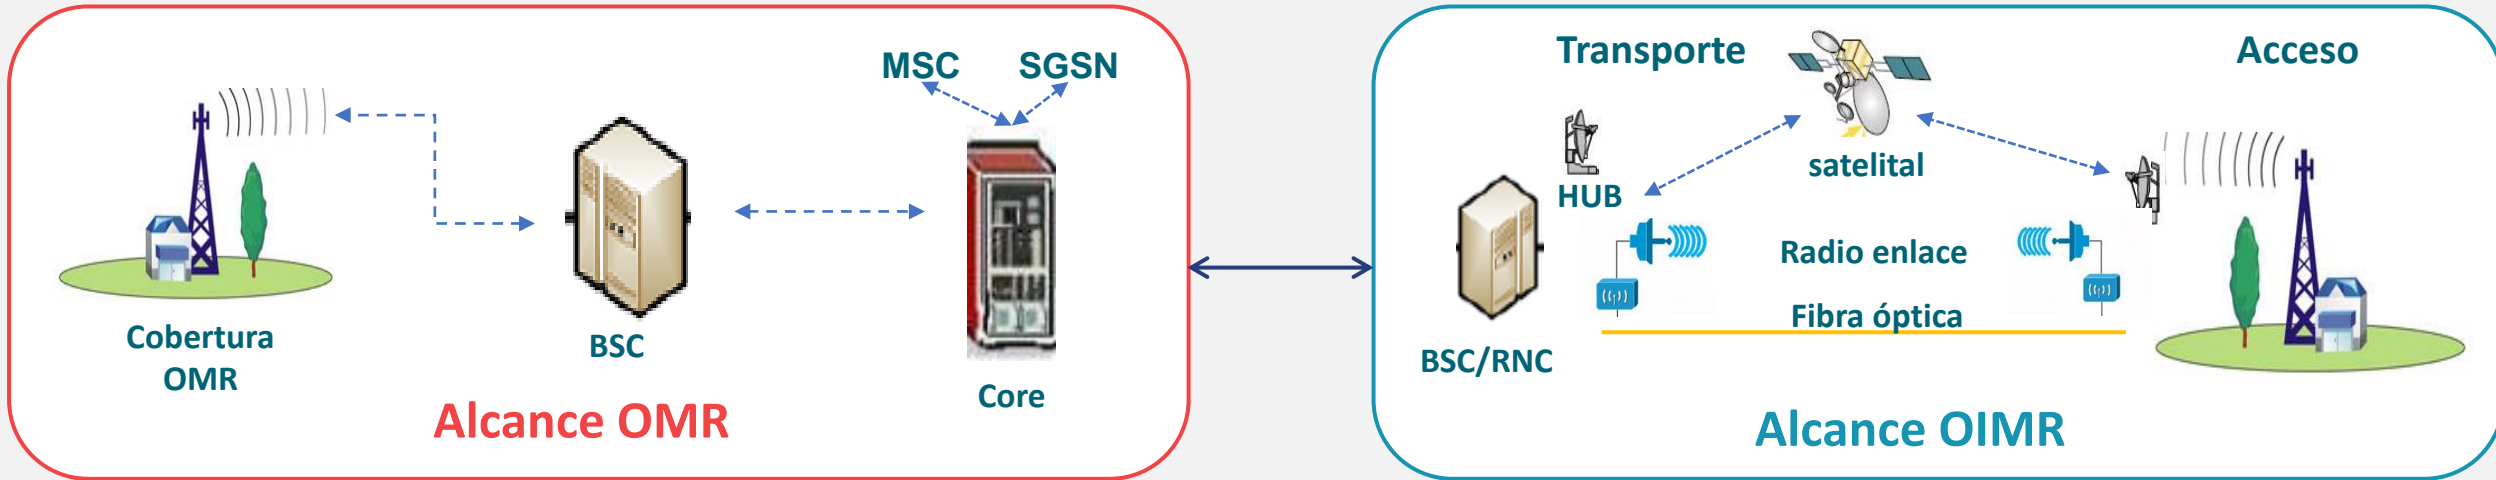 MSC SGSN
Cobertura
OMR
BSC
Core
Alcance OMR
Transporte
Acceso
satelital
HUB
Radio enlace
Fibra óptica
BSC/RNC
Alcance OIMR